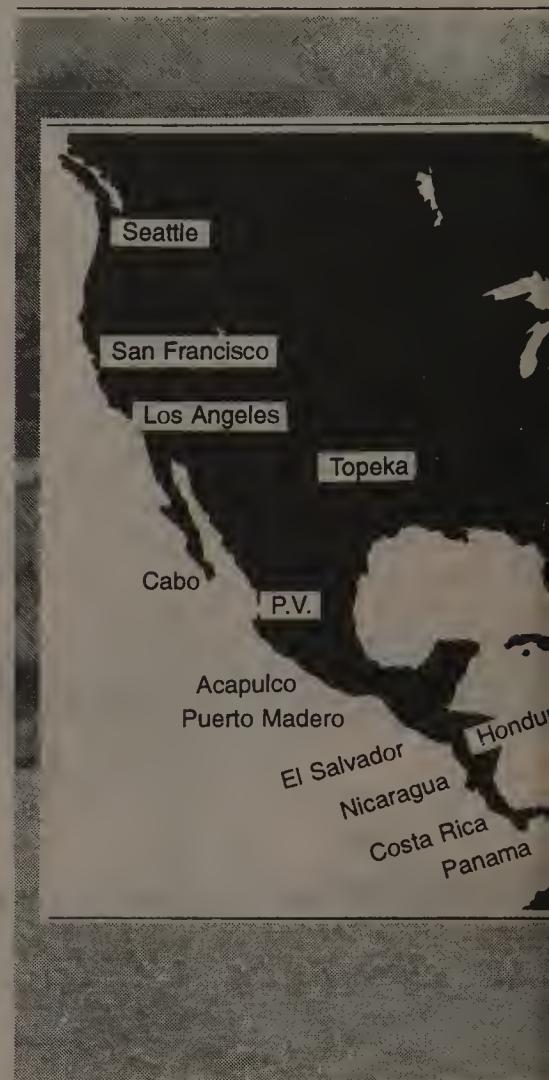 Seattle
San Francisco
Los Angeles
Topeka
Cabo
P.V.
Acapulco
Puerto Madero
El Salvador
Nicaragua
Costa Rica
Panama